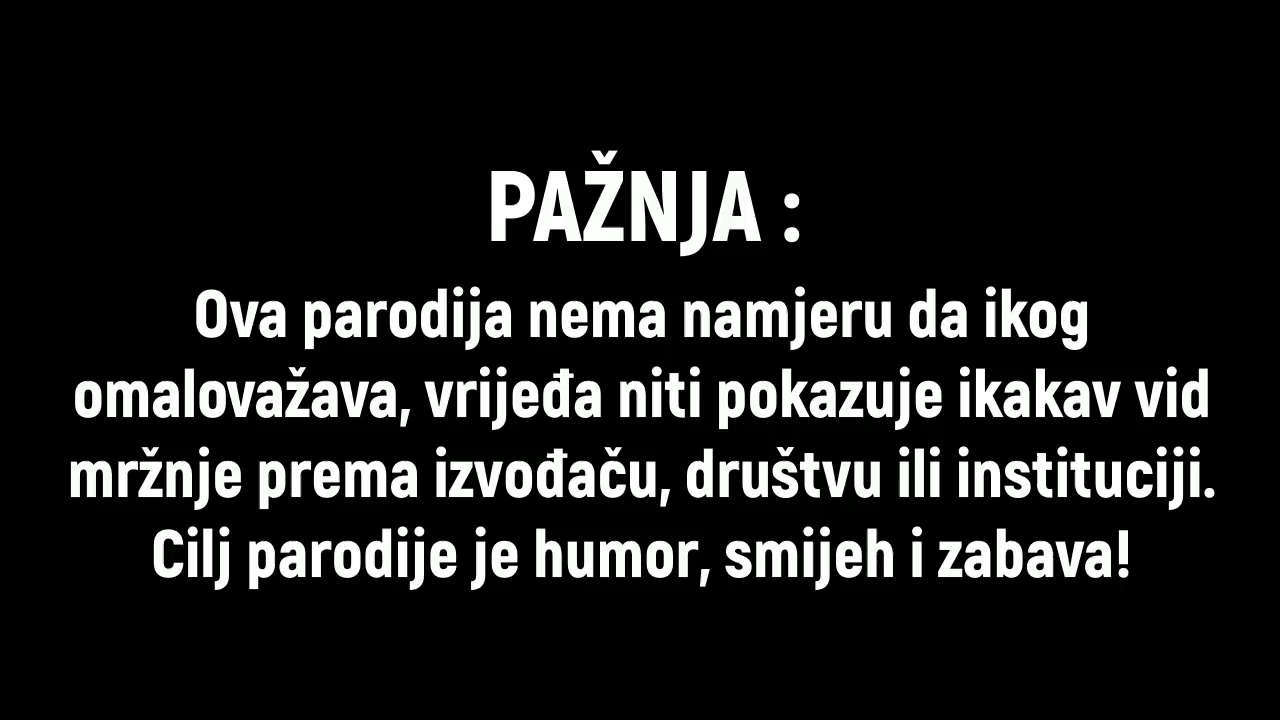 PAŽNJA :
Ova parodija nema namjeru da ikog
omalovažava, vrijeđa niti pokazuje ikakav vid
mržnje prema izvođaču, društvu ili instituciji.
Cilj parodije je humor, smijeh i zabava!